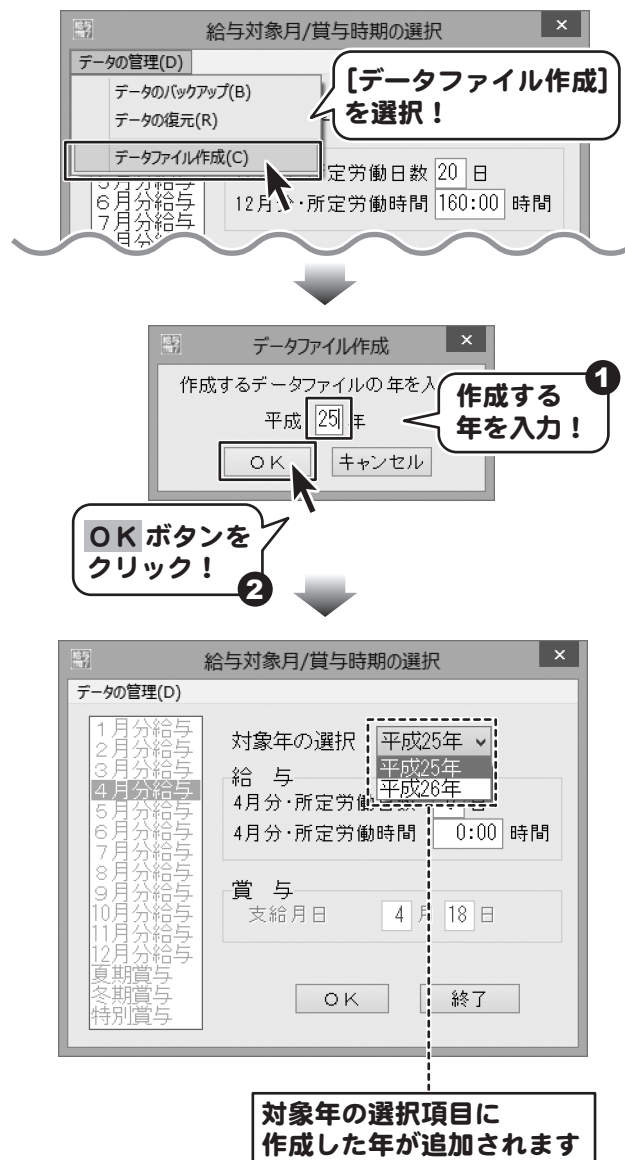 給与対象月/賞与時期の選択
データの管理(D)
データのバックアップ(B)
データの復元(R)
データファイル作成(C)
[データファイル作成]
を選択！
所定労働日数 20 日
6月分給与
12月分・所定労働時間 160:00 時間
7月分給与
データファイル作成
作成するデータファイルの年を入
平成 25 年
OK キャンセル
1
作成する
年を入力！
OK ボタンを
クリック！
2
給与対象月/賞与時期の選択
データの管理(D)
1月分給与
2月分給与
3月分給与
4月分給与
5月分給与
6月分給与
7月分給与
8月分給与
9月分給与
10月分給与
11月分給与
12月分給与
夏期賞与
冬期賞与
特別賞与
対象年の選択 平成25年
平成25年
平成26年
給 与
4月分・所定労働日数 日
4月分・所定労働時間 0:00 時間
賞 与
支給月日 4 月 18 日
OK 終了
対象年の選択項目に
作成した年が追加されます